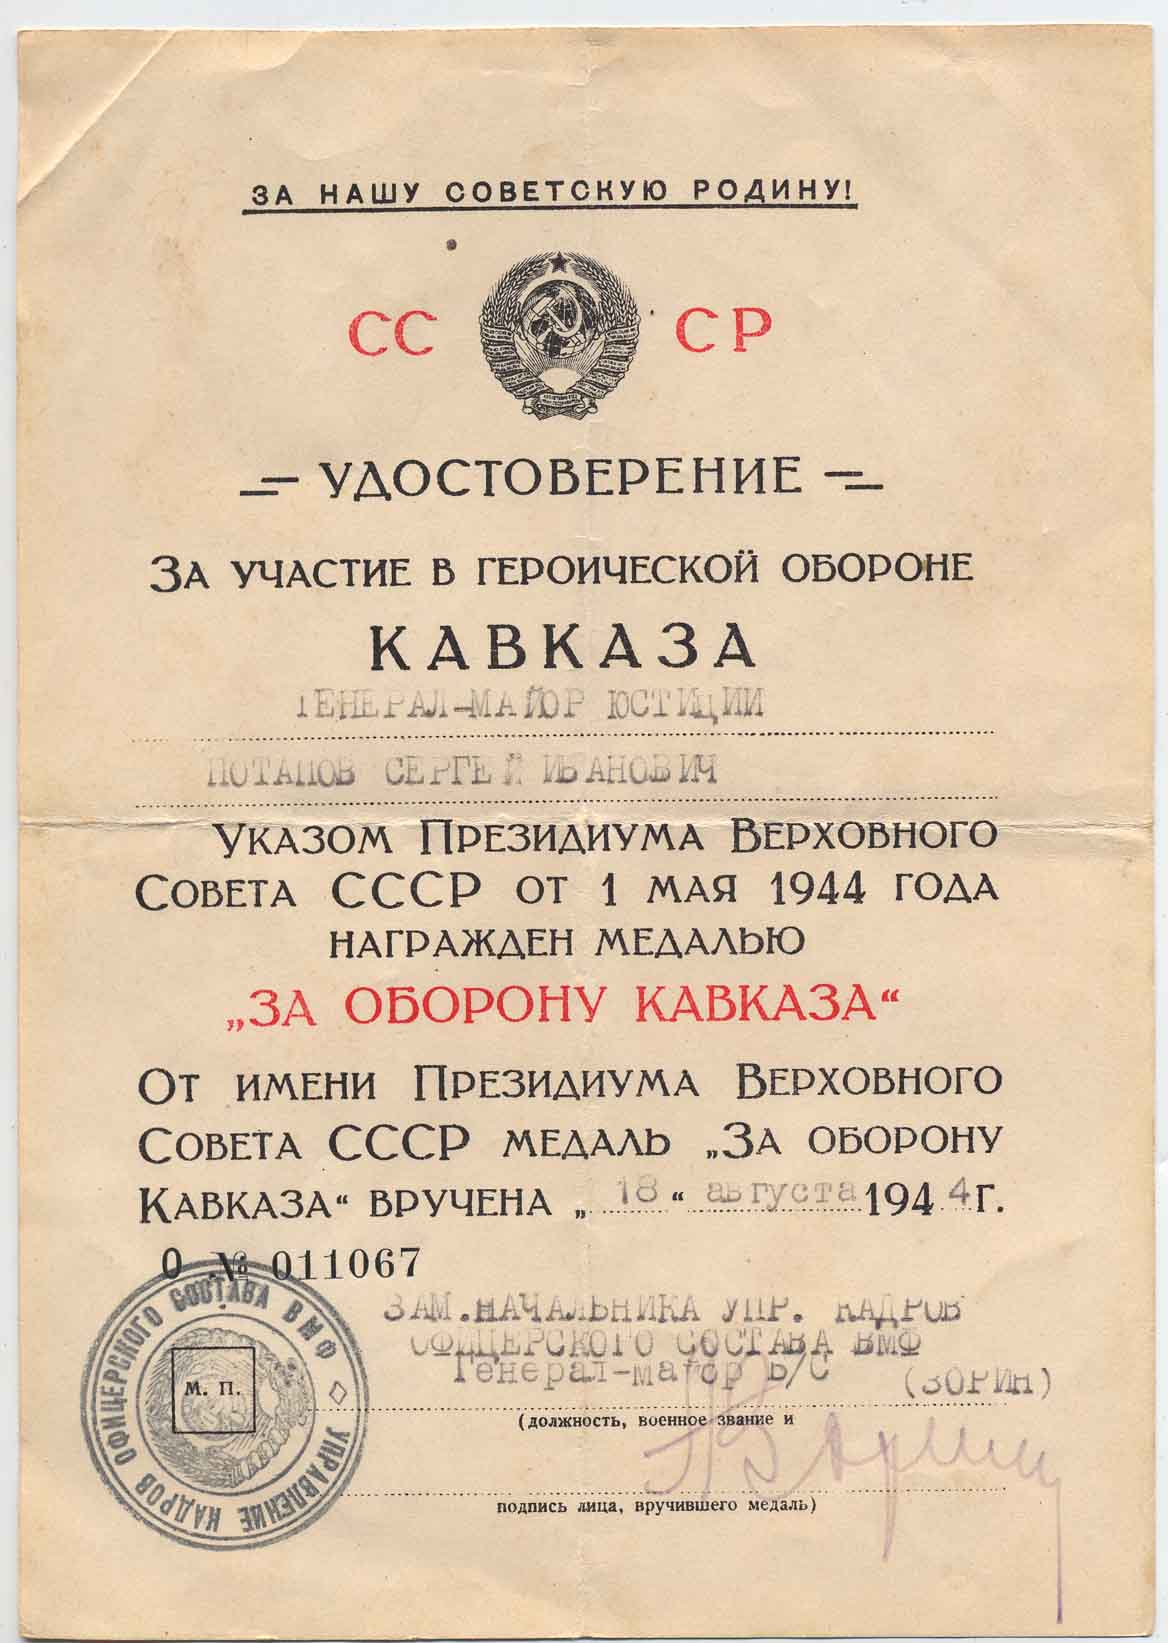 ЗА НАШУ СОВЕТСКУЮ РОДИНУ!
СС СР
УДОСТОВЕРЕНИЕ
ЗА УЧАСТИЕ В ГЕРОИЧЕСКОЙ ОБОРОНЕ
КАВКАЗА
ГЕНЕРАЛ-МАЙОР ЮСТИЦИИ
ПОТАПОВ СЕРГЕЙ ИВАНОВИЧ
УКАЗОМ ПРЕЗИДИУМА ВЕРХОВНОГО
СОВЕТА СССР ОТ 1 МАЯ 1944 ГОДА
НАГРАЖДЕН МЕДАЛЬЮ
„ЗА ОБОРОНУ КАВКАЗА“
ОТ ИМЕНИ ПРЕЗИДИУМА ВЕРХОВНОГО
СОВЕТА СССР МЕДАЛЬ „ЗА ОБОРОНУ
КАВКАЗА“ ВРУЧЕНА „18“ августа 1944 Г.
О № 011067
ЗАМ.НАЧАЛЬНИКА УПР. КАДРОВ
ОФИЦЕРСКОГО СОСТАВА ВМФ
Генерал-майор Б/С (ЗОРИН)
(должность, военное звание и
подпись лица, вручившего медаль)
УПРАВЛЕНИЕ КАДРОВ ОФИЦЕРСКОГО СОСТАВА ВМФ
М. П.